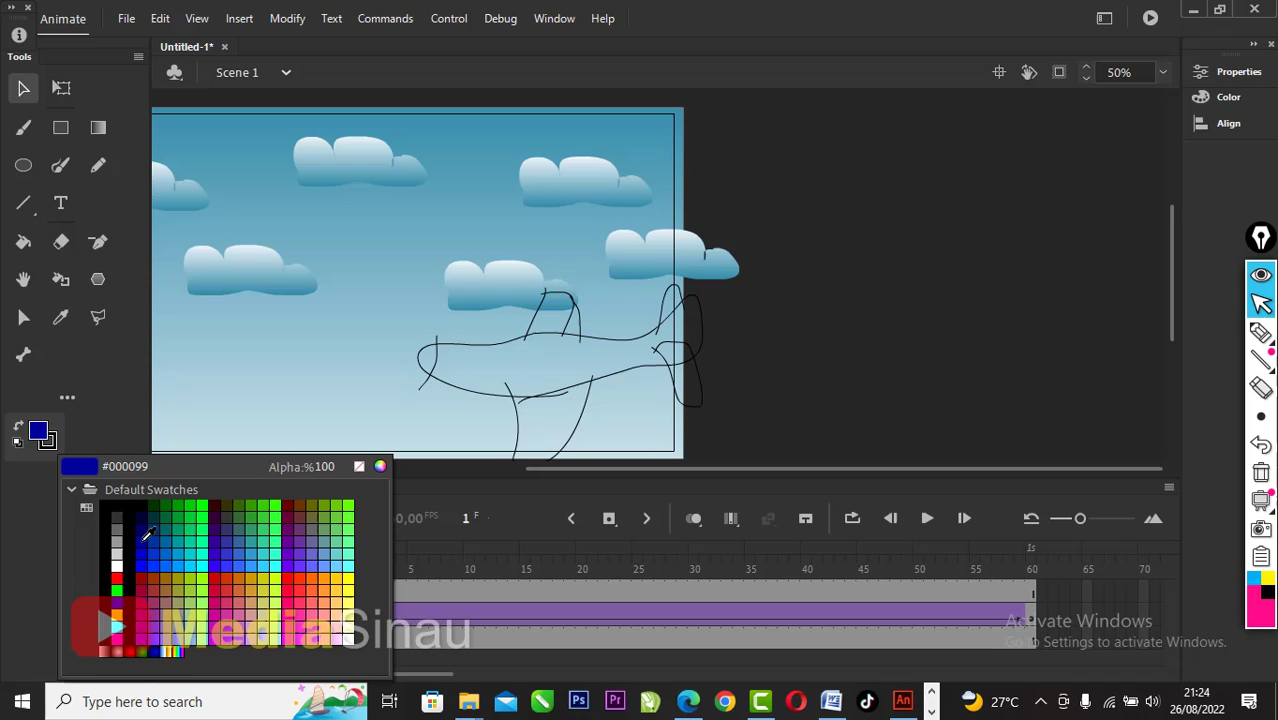 Animate File Edit View Insert Modify Text Commands Control Debug Window Help
Tools
Untitled-1*
Scene 1
50%
Properties
Color
Align
#000099
Alpha:%100
Default Swatches
00,00 FPS 1 F
1s
5 10 15 20 25 30 35 40 45 50 55 60 65 70
Media Sinau
Activate Windows
Go to Settings to activate Windows.
Type here to search
27°C
21:24
26/08/2022